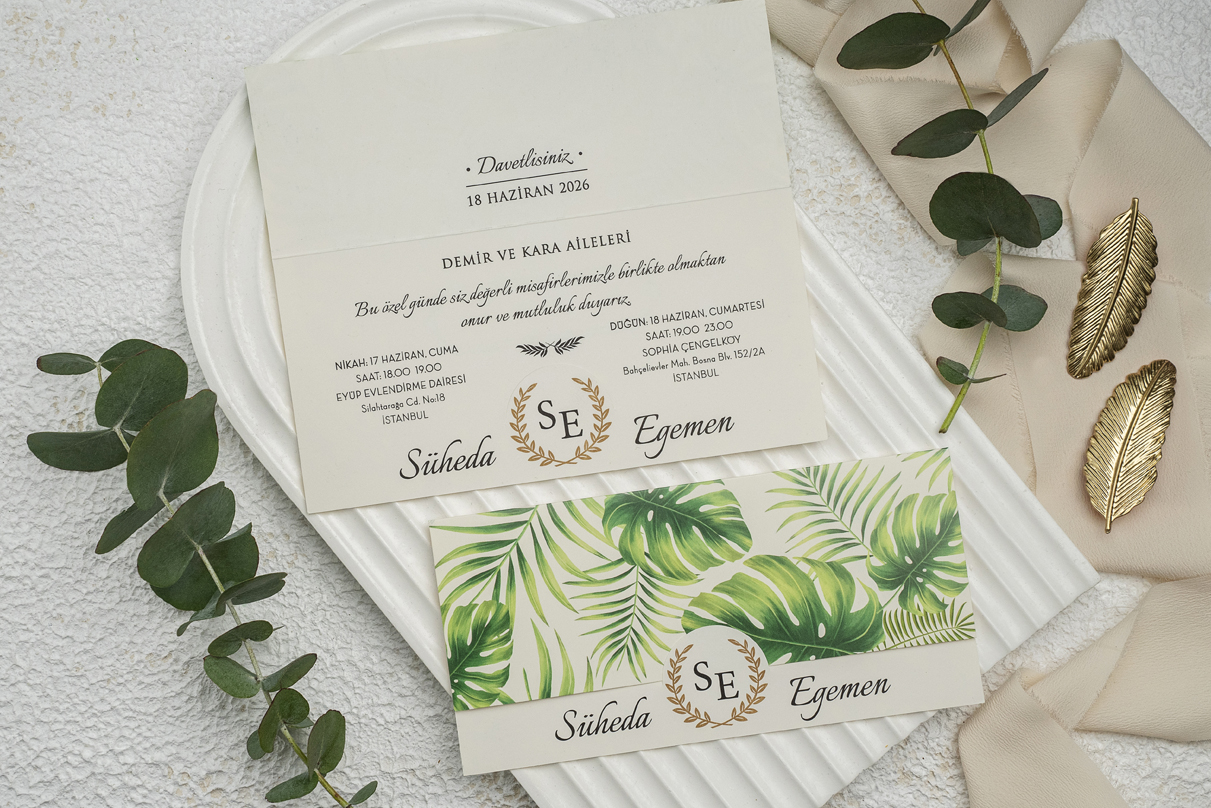 • Davetlisiniz •
18 HAZİRAN 2026
DEMİR VE KARA AİLELERİ
Bu özel günde siz değerli misafirlerimizle birlikte olmaktan
onur ve mutluluk duyarız
NİKAH: 17 HAZİRAN, CUMA
SAAT: 18.00 19.00
EYÜP EVLENDİRME DAİRESİ
Silahtarağa Cd. No:18
İSTANBUL
DÜĞÜN: 18 HAZİRAN, CUMARTESİ
SAAT: 19.00 23.00
SOPHİA ÇENGELKÖY
Bahçelievler Mah. Bosna Blv. 152/2A
İSTANBUL
Süheda SE Egemen
Süheda SE Egemen